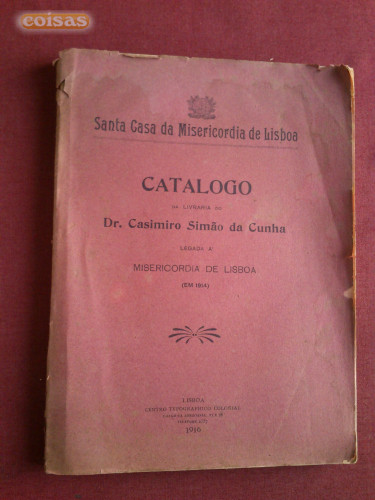 coisas
Santa Casa da Misericordia de Lisboa
CATALOGO
DA LIVRARIA DO
Dr. Casimiro Simão da Cunha
LEGADA Á
MISERICORDIA DE LISBOA
(EM 1914)
LISBOA
CENTRO TYPOGRAPHICO COLONIAL
1916